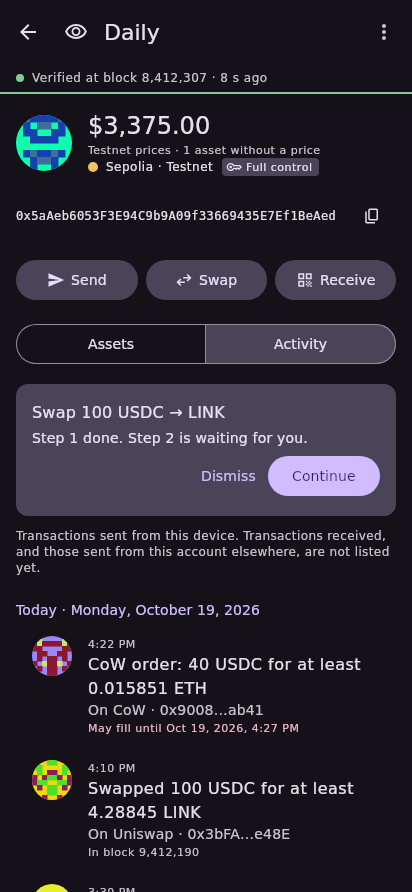 Daily
Verified at block 8,412,307 · 8 s ago
$3,375.00
Testnet prices · 1 asset without a price
Sepolia · Testnet
Full control
0x5aAeb6053F3E94C9b9A09f33669435E7Ef1BeAed
Send
Swap
Receive
Assets
Activity
Swap 100 USDC → LINK
Step 1 done. Step 2 is waiting for you.
Dismiss
Continue
Transactions sent from this device. Transactions received,
and those sent from this account elsewhere, are not listed
yet.
Today · Monday, October 19, 2026
4:22 PM
CoW order: 40 USDC for at least
0.015851 ETH
On CoW · 0x9008...ab41
May fill until Oct 19, 2026, 4:27 PM
4:10 PM
Swapped 100 USDC for at least
4.28845 LINK
On Uniswap · 0x3bFA...e48E
In block 9,412,190
3:30 PM